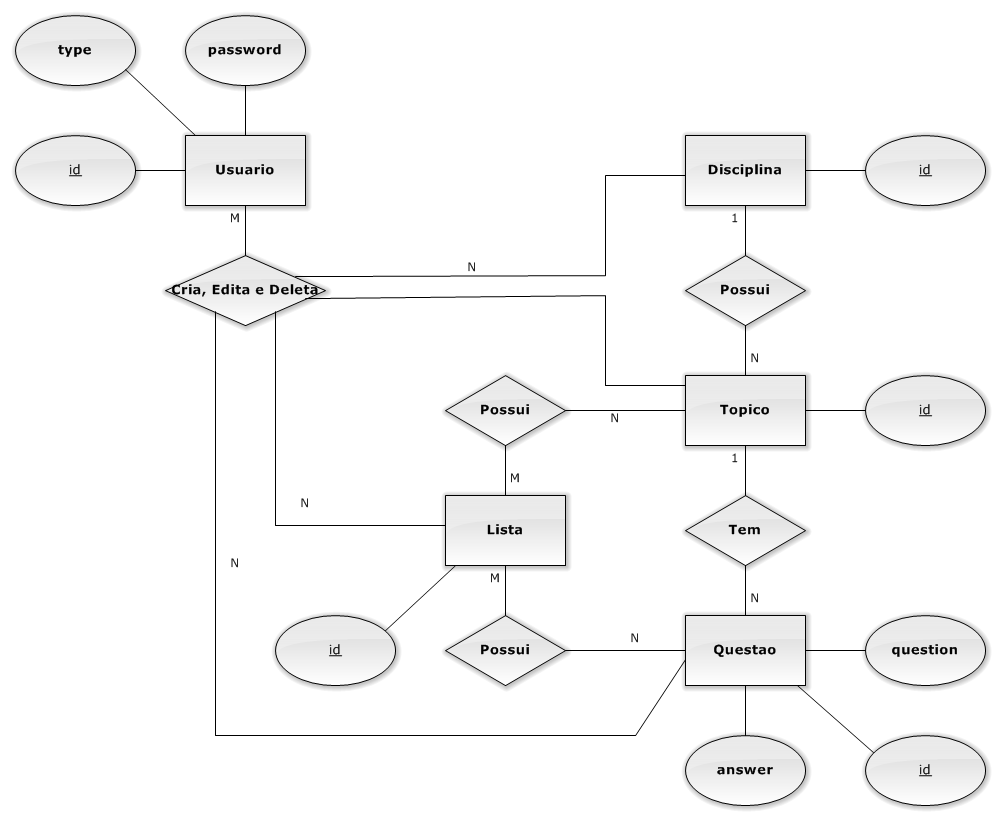 type
password
id
Usuario
Disciplina
id
M
1
N
Cria, Edita e Deleta
Possui
N
Possui
N
Topico
id
1
M
N
Lista
Tem
N
M
N
N
id
Possui
Questao
question
answer
id